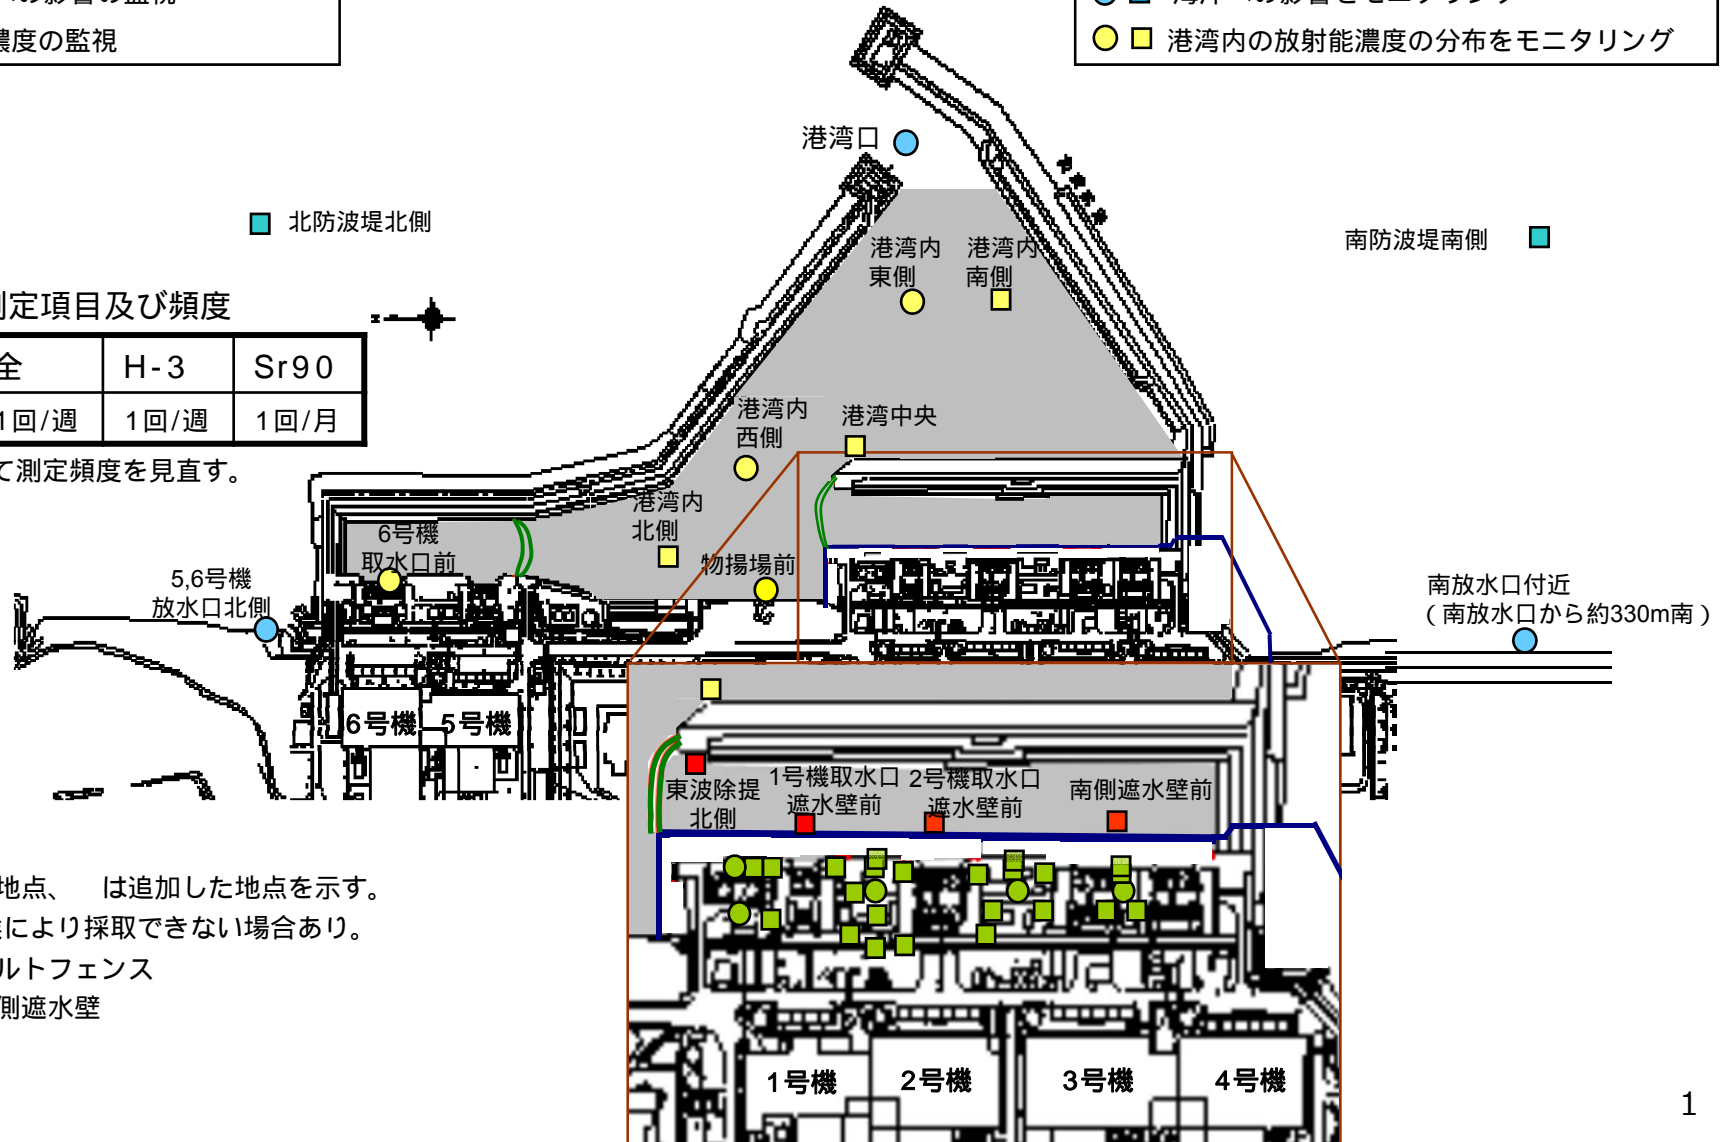 濃度の監視
港湾内の放射能濃度の分布をモニタリング
港湾口
北防波堤北側
南防波堤南側
港湾内
東側
港湾内
南側
測定項目及び頻度
全 H-3 Sr90
1回/週 1回/週 1回/月
て測定頻度を見直す。
港湾内
西側
港湾中央
港湾内
北側
6号機
取水口前
物揚場前
5,6号機
放水口北側
南放水口付近
(南放水口から約330m南)
6号機 5号機
東波除堤
北側
1号機取水口
遮水壁前
2号機取水口
遮水壁前
南側遮水壁前
地点、 は追加した地点を示す。
により採取できない場合あり。
ルトフェンス
側遮水壁
1号機 2号機 3号機 4号機
1